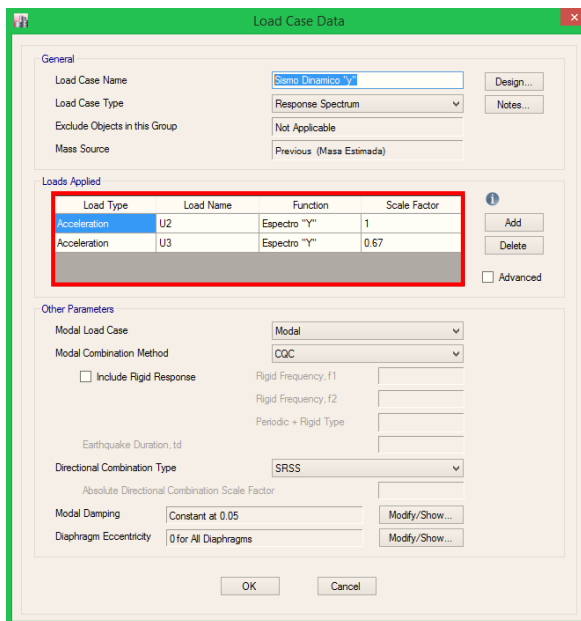 Load Case Data
General
Load Case Name Sismo Dinamico "y" Design...
Load Case Type Response Spectrum Notes...
Exclude Objects in this Group Not Applicable
Mass Source Previous (Masa Estimada)
Loads Applied
Load Type Load Name Function Scale Factor
Acceleration U2 Espectro "Y" 1 Add
Acceleration U3 Espectro "Y" 0.67 Delete
Advanced
Other Parameters
Modal Load Case Modal
Modal Combination Method CQC
Include Rigid Response Rigid Frequency, f1
Rigid Frequency, f2
Periodic + Rigid Type
Earthquake Duration, td
Directional Combination Type SRSS
Absolute Directional Combination Scale Factor
Modal Damping Constant at 0.05 Modify/Show...
Diaphragm Eccentricity 0 for All Diaphragms Modify/Show...
OK Cancel